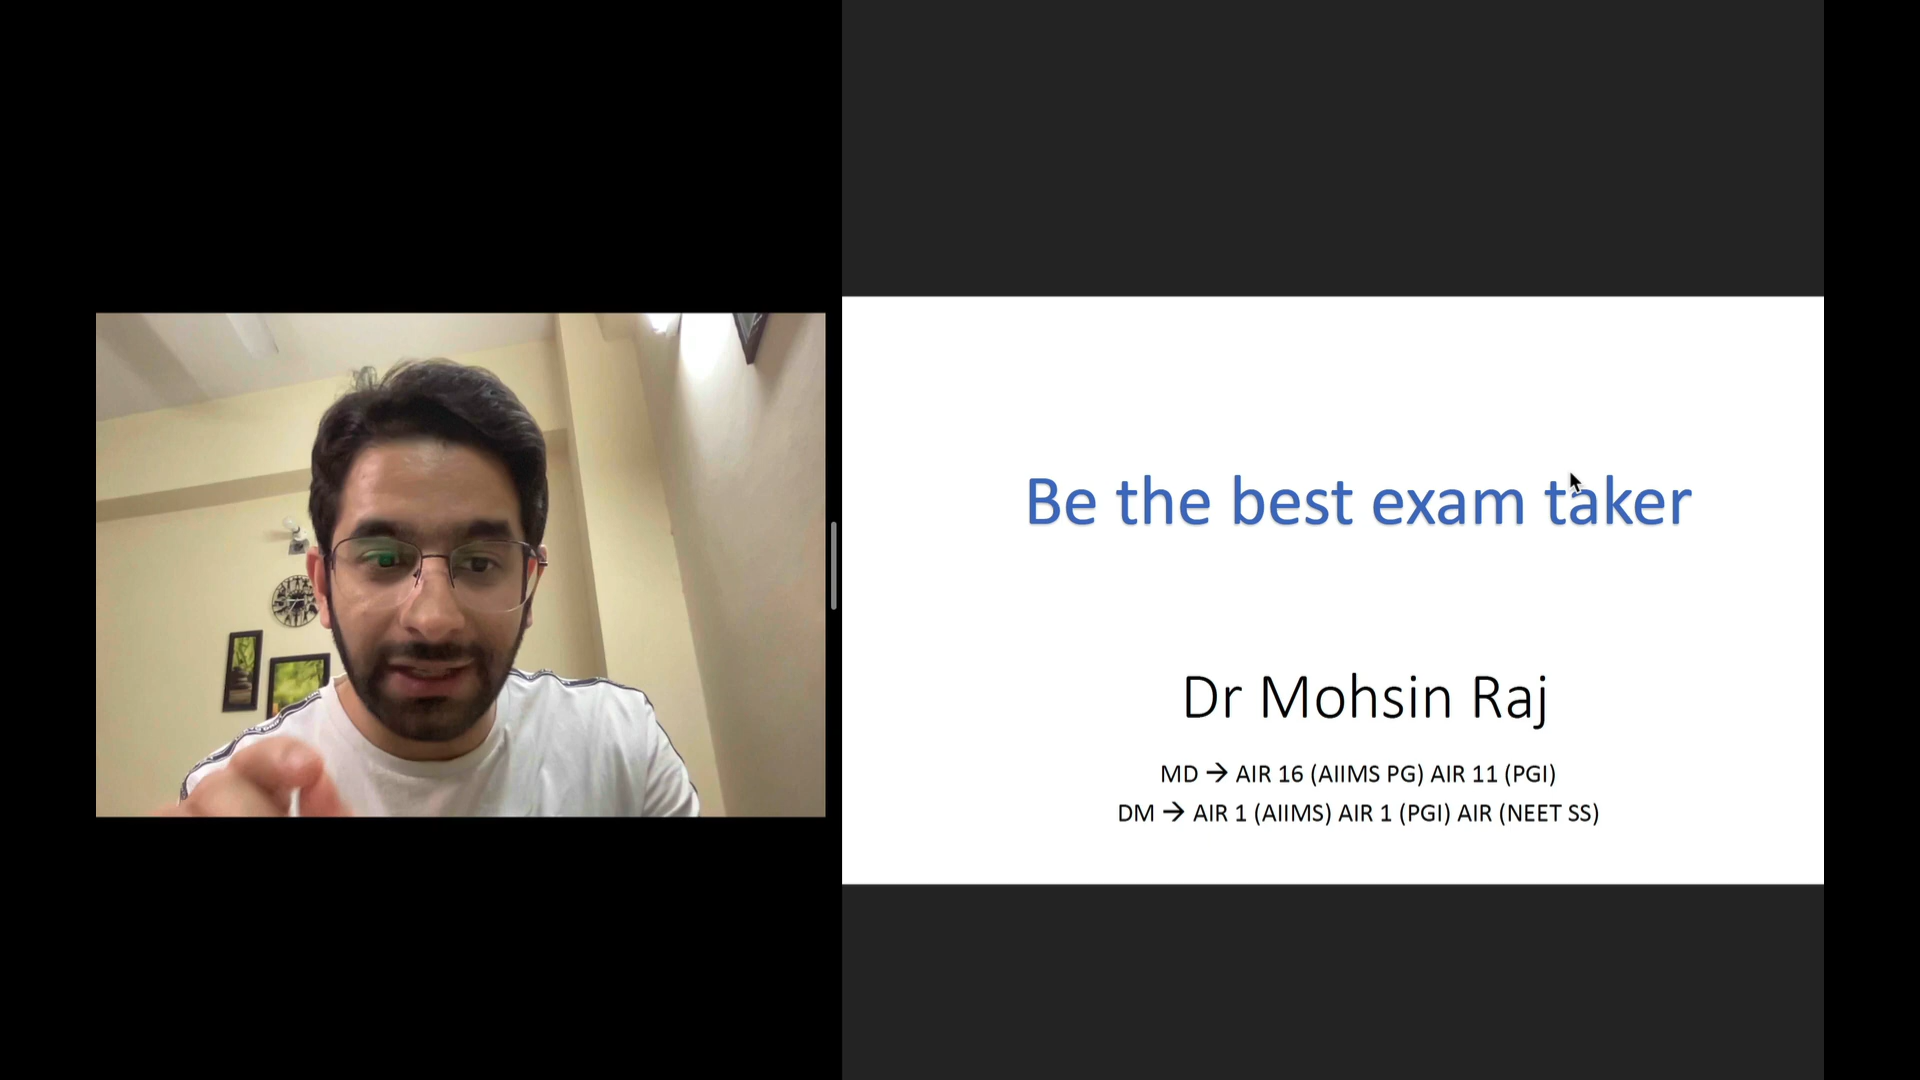 Be the best exam taker
Dr Mohsin Raj
MD → AIR 16 (AIIMS PG) AIR 11 (PGI)
DM → AIR 1 (AIIMS) AIR 1 (PGI) AIR (NEET SS)